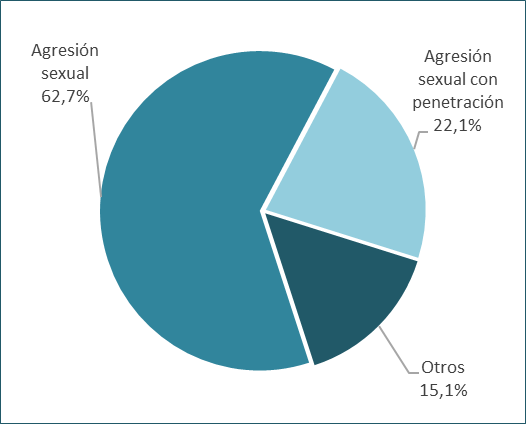 Agresión
sexual
62,7%
Agresión
sexual con
penetración
22,1%
Otros
15,1%